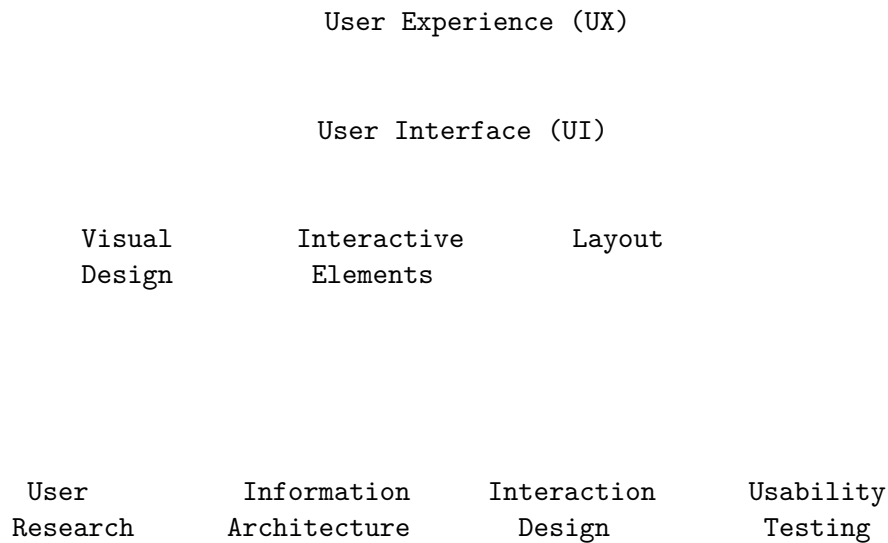 User Experience (UX)
User Interface (UI)
Visual Interactive Layout
Design Elements
User Information Interaction Usability
Research Architecture Design Testing